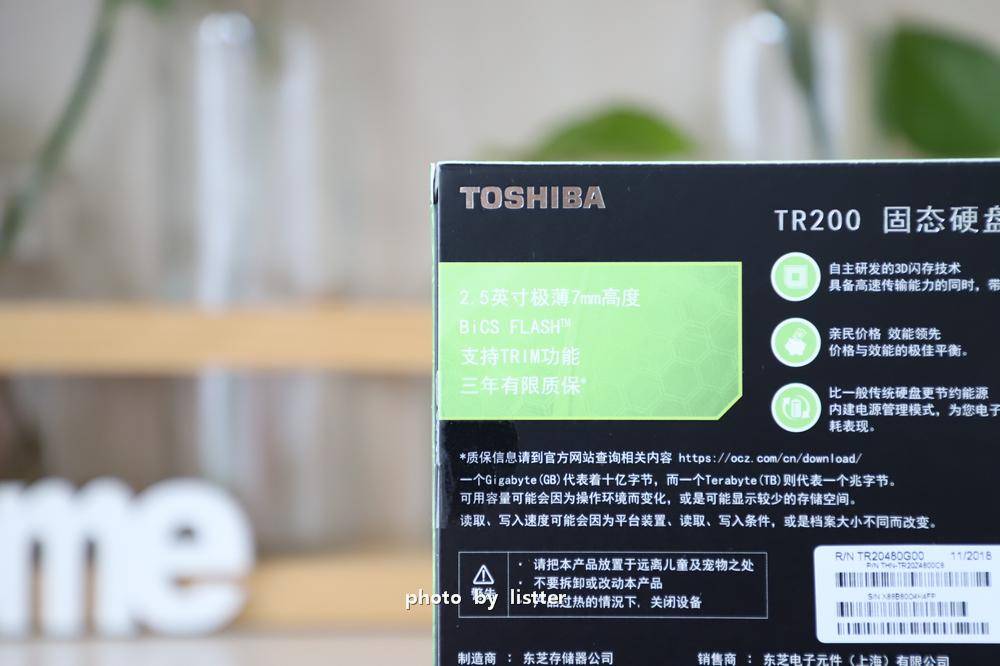 TOSHIBA
TR200 固态硬盘
2.5英寸极薄7mm高度
BiCS FLASH™
支持TRIM功能
三年有限质保*
自主研发的3D闪存技术
具备高速传输能力的同时，带
亲民价格 效能领先
价格与效能的极佳平衡。
比一般传统硬盘更节约能源
内建电源管理模式，为您电子
耗表现。
*质保信息请到官方网站查询相关内容 https://ocz.com/cn/download/
一个Gigabyte(GB)代表着十亿字节，而一个Terabyte(TB)则代表一个兆字节。
可用容量可能会因为操作环境而变化，或是可能显示较少的存储空间。
读取、写入速度可能会因为平台装置、读取、写入条件，或是档案大小不同而改变。
警告
· 请把本产品放置于远离儿童及宠物之处
· 不要拆卸或改动本产品
品过热的情况下，关闭设备
R/N TR20480G00 11/2018
P/N THN-TR20Z4800C8
S/N
photo by listter
制造商 ： 东芝存储器公司
销售商 ： 东芝电子元件（上海）有限公司
me